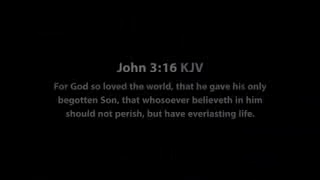 John 3:16 KJV
For God so loved the world, that he gave his only
begotten Son, that whosoever believeth in him
should not perish, but have everlasting life.